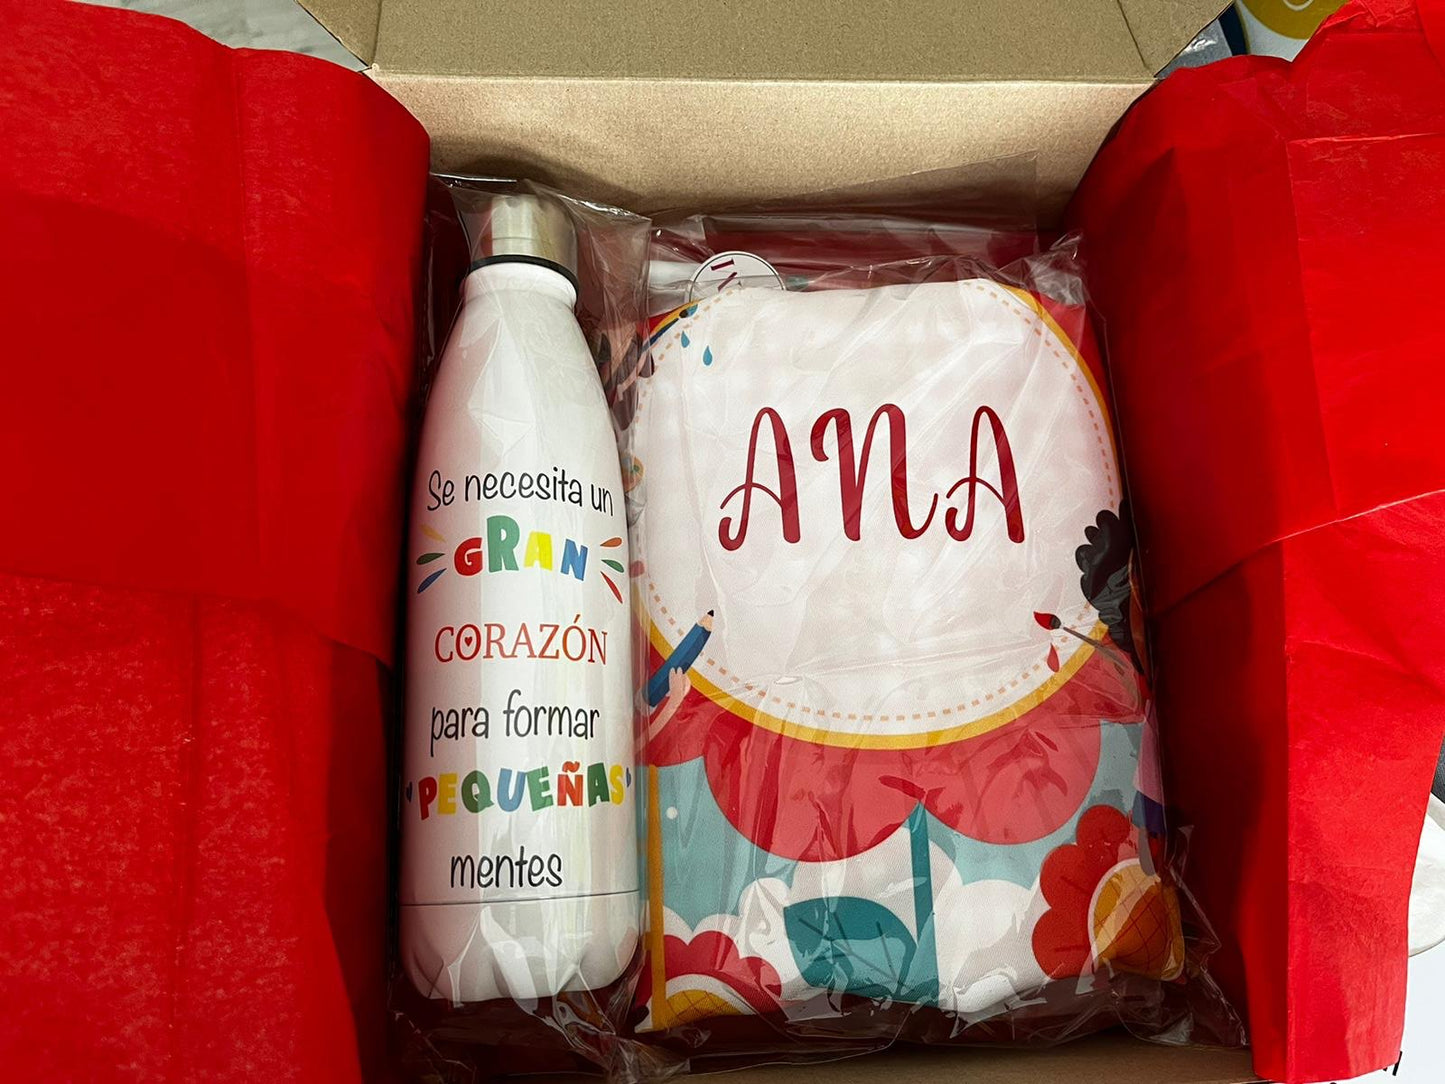 Se necesita un
GRAN
CORAZÓN
para formar
PEQUEÑAS
mentes
ANA